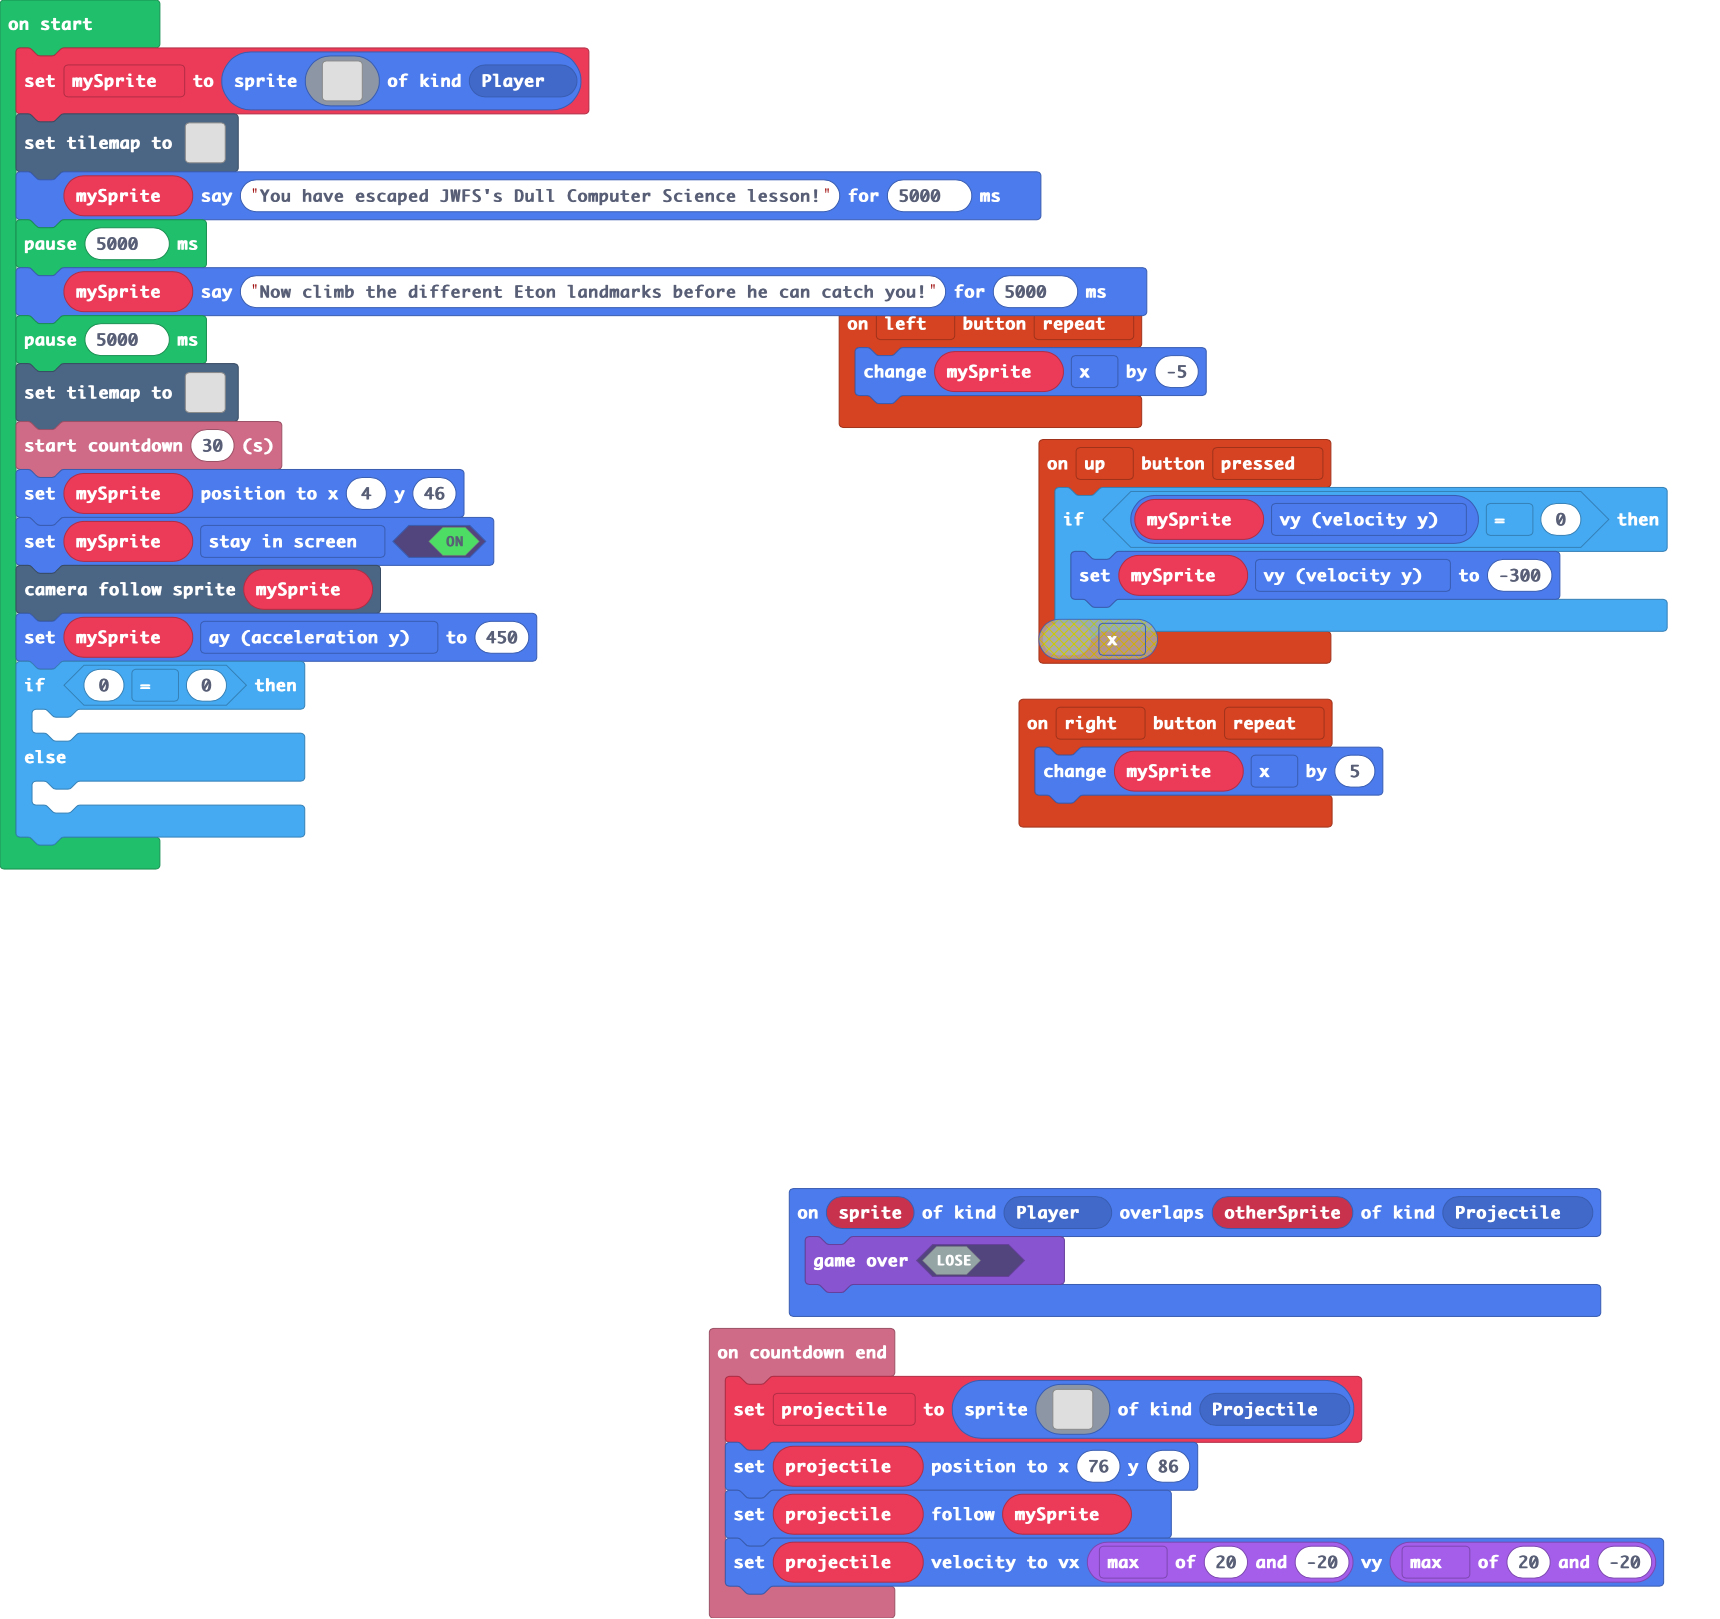 on start
set mySprite to sprite of kind Player
set tilemap to
mySprite say "You have escaped JWFS's Dull Computer Science lesson!" for 5000 ms
pause 5000 ms
mySprite say "Now climb the different Eton landmarks before he can catch you!" for 5000 ms
pause 5000 ms
set tilemap to
start countdown 30 (s)
set mySprite position to x 4 y 46
set mySprite stay in screen ON
camera follow sprite mySprite
set mySprite ay (acceleration y) to 450
if 0 = 0 then
else
on left button repeat
change mySprite x by -5
on up button pressed
if mySprite vy (velocity y) = 0 then
set mySprite vy (velocity y) to -300
x
on right button repeat
change mySprite x by 5
on sprite of kind Player overlaps otherSprite of kind Projectile
game over LOSE
on countdown end
set projectile to sprite of kind Projectile
set projectile position to x 76 y 86
set projectile follow mySprite
set projectile velocity to vx max of 20 and -20 vy max of 20 and -20